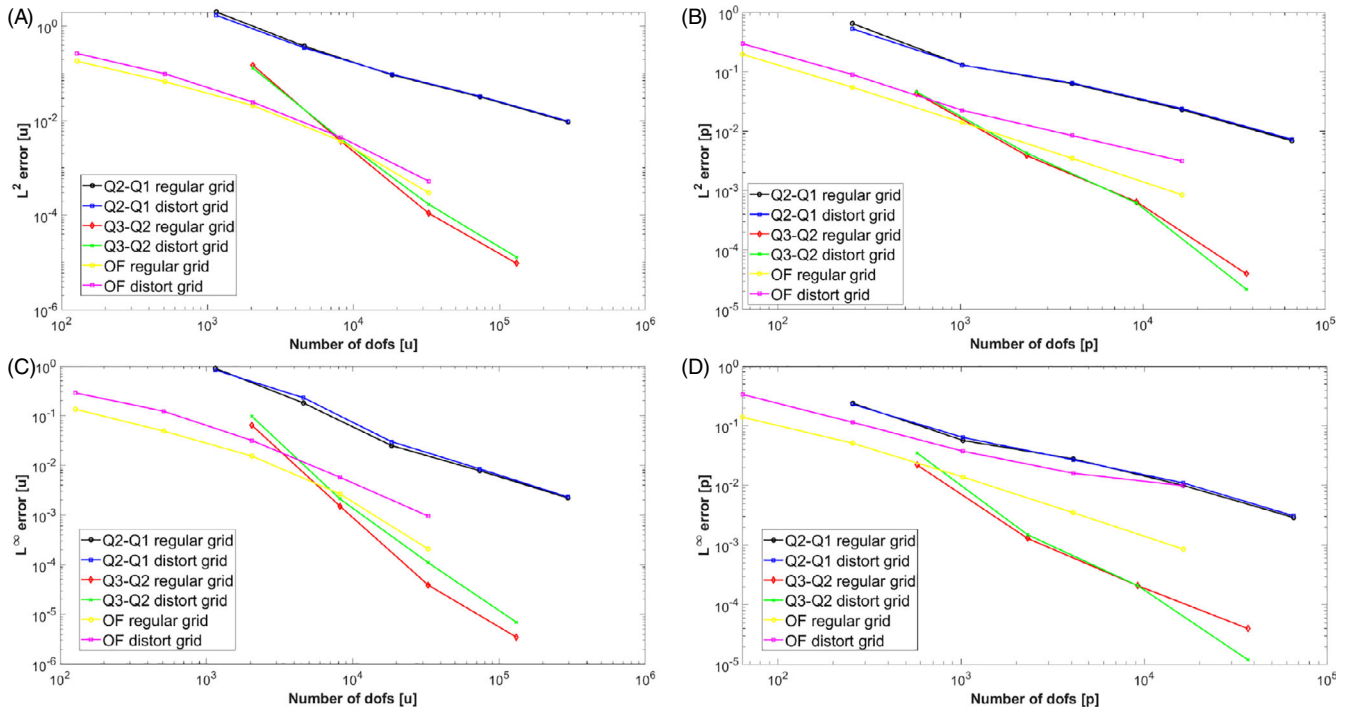 (A)
10^0
10^-2
10^-4
10^-6
L^2 error [u]
Q2-Q1 regular grid
Q2-Q1 distort grid
Q3-Q2 regular grid
Q3-Q2 distort grid
OF regular grid
OF distort grid
10^2 10^3 10^4 10^5 10^6
Number of dofs [u]
(B)
10^0
10^-1
10^-2
10^-3
10^-4
10^-5
L^2 error [p]
Q2-Q1 regular grid
Q2-Q1 distort grid
Q3-Q2 regular grid
Q3-Q2 distort grid
OF regular grid
OF distort grid
10^2 10^3 10^4 10^5
Number of dofs [p]
(C)
10^0
10^-1
10^-2
10^-3
10^-4
10^-5
10^-6
L^∞ error [u]
Q2-Q1 regular grid
Q2-Q1 distort grid
Q3-Q2 regular grid
Q3-Q2 distort grid
OF regular grid
OF distort grid
10^2 10^3 10^4 10^5 10^6
Number of dofs [u]
(D)
10^0
10^-1
10^-2
10^-3
10^-4
10^-5
L^∞ error [p]
Q2-Q1 regular grid
Q2-Q1 distort grid
Q3-Q2 regular grid
Q3-Q2 distort grid
OF regular grid
OF distort grid
10^2 10^3 10^4 10^5
Number of dofs [p]